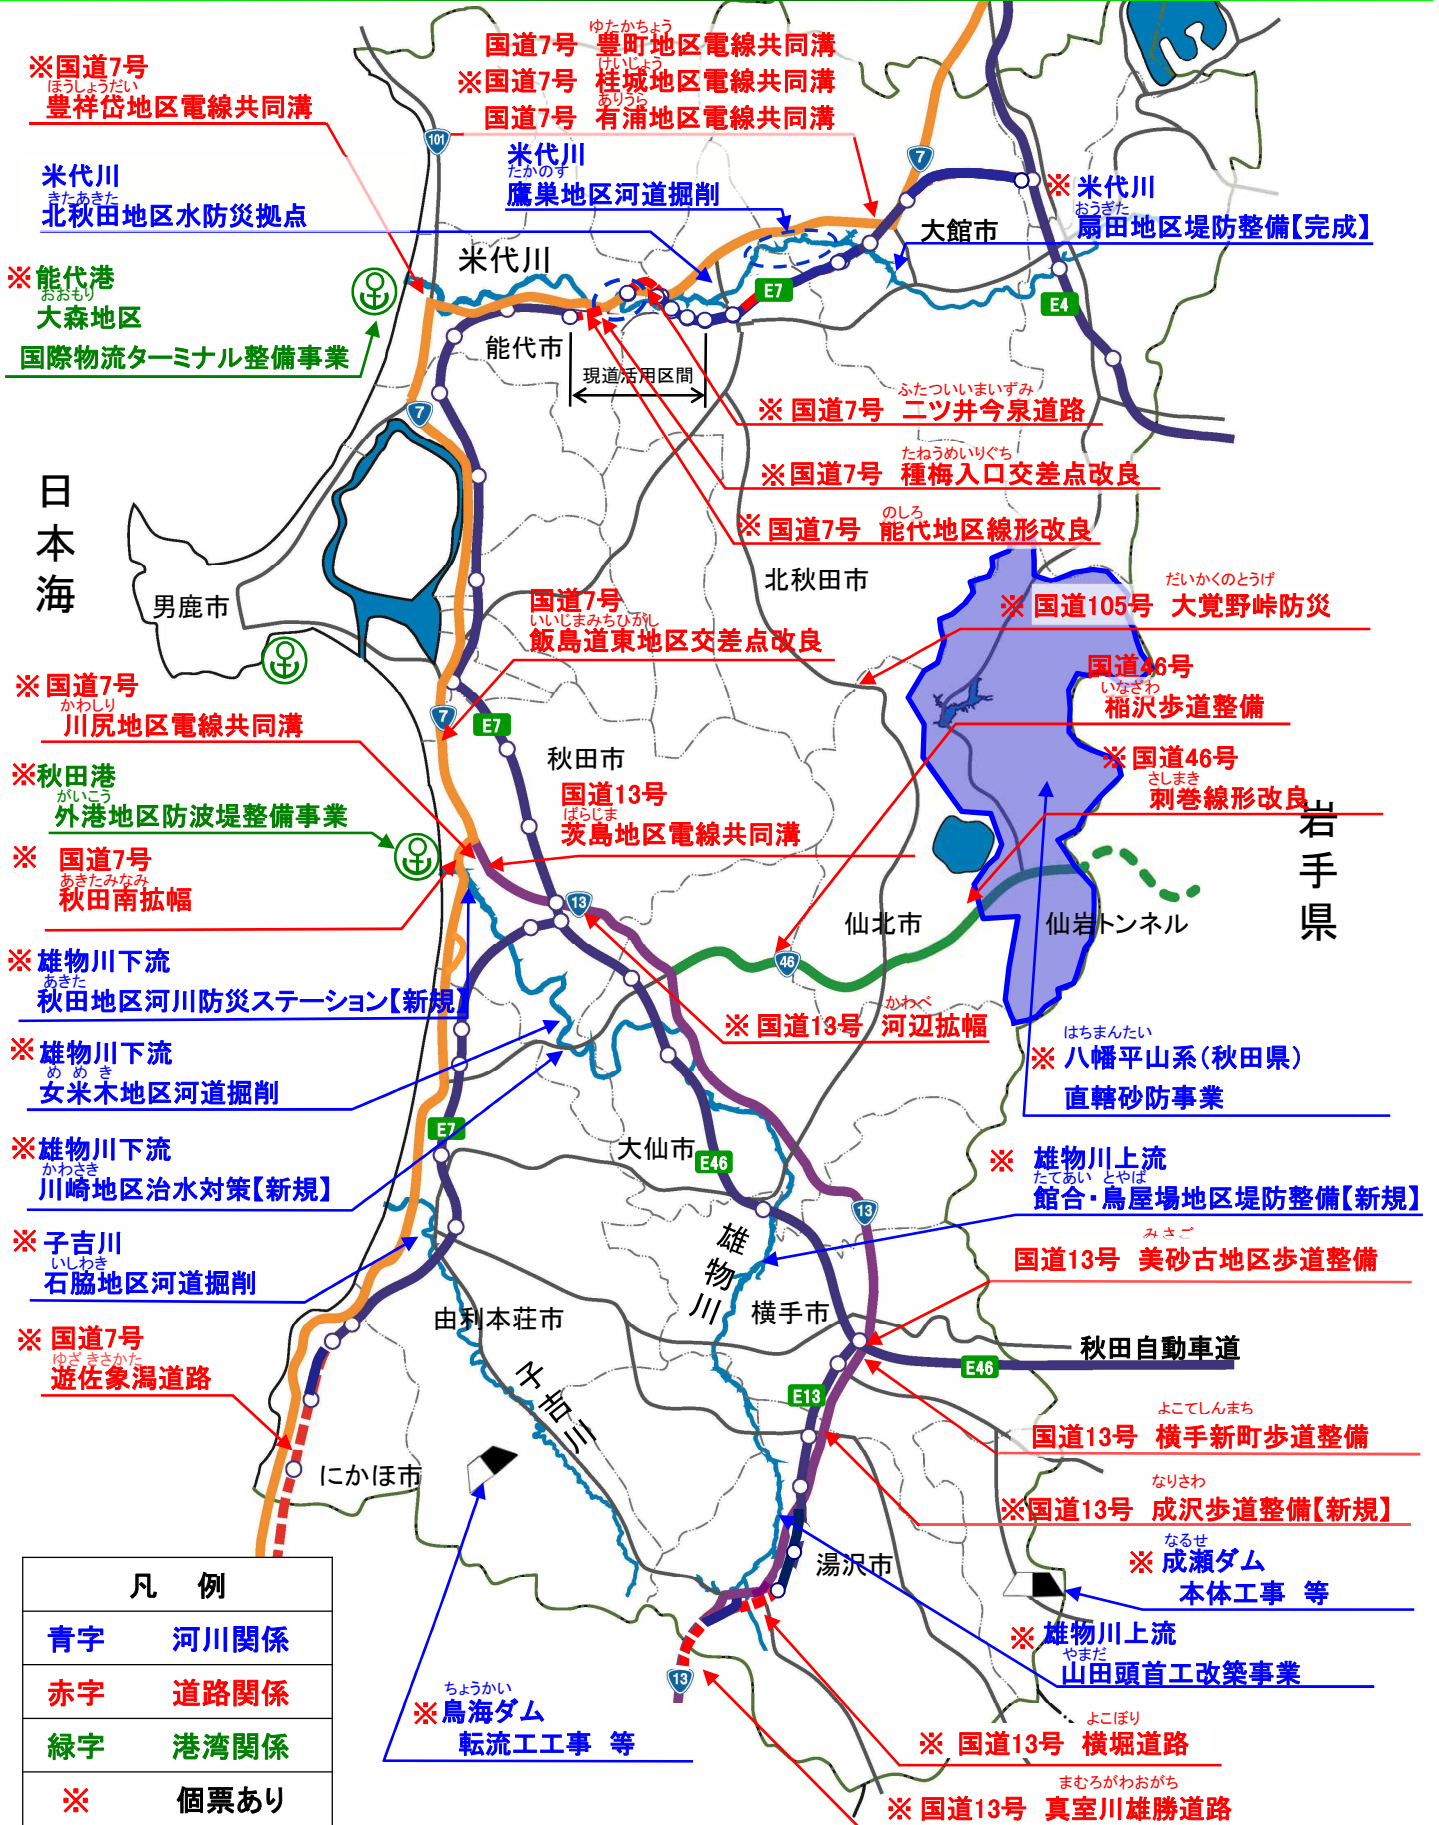 ゆたかちょう
国道7号 豊町地区電線共同溝
けいじょう
※国道7号 桂城地区電線共同溝
ありうら
国道7号 有浦地区電線共同溝
※国道7号
ほうしょうだい
豊祥岱地区電線共同溝
101
7
米代川
きたあきた
北秋田地区水防災拠点
米代川
たかのす
鷹巣地区河道掘削
※ 米代川
おうぎた
扇田地区堤防整備【完成】
大館市
米代川
※能代港
おおもり
大森地区
国際物流ターミナル整備事業
E7
E4
能代市
現道活用区間
7
ふたついいまいずみ
※ 国道7号 二ツ井今泉道路
たねうめいりぐち
※ 国道7号 種梅入口交差点改良
のしろ
※ 国道7号 能代地区線形改良
日本海
北秋田市
男鹿市
だいかくのとうげ
※ 国道105号 大覚野峠防災
国道7号
いいじまみちひがし
飯島道東地区交差点改良
国道46号
いなざわ
稲沢歩道整備
※ 国道7号
かわしり
川尻地区電線共同溝
7
E7
秋田市
※ 国道46号
さしまき
刺巻線形改良
岩手県
※秋田港
がいこう
外港地区防波堤整備事業
国道13号
ばらじま
茨島地区電線共同溝
※ 国道7号
あきたみなみ
秋田南拡幅
13
仙北市
仙岩トンネル
46
※ 雄物川下流
あきた
秋田地区河川防災ステーション【新規】
かわべ
※ 国道13号 河辺拡幅
※ 雄物川下流
めめき
女米木地区河道掘削
はちまんたい
※ 八幡平山系(秋田県)
直轄砂防事業
E7
大仙市
E46
※雄物川下流
かわさき
川崎地区治水対策【新規】
※ 雄物川上流
たてあい とやば
館合・鳥屋場地区堤防整備【新規】
13
※ 子吉川
いしわき
石脇地区河道掘削
雄物川
みさご
国道13号 美砂古地区歩道整備
由利本荘市
横手市
※ 国道7号
ゆざ きさかた
遊佐象潟道路
秋田自動車道
E46
子吉川
E13
よこてしんまち
国道13号 横手新町歩道整備
にかほ市
なりさわ
※国道13号 成沢歩道整備【新規】
なるせ
※ 成瀬ダム
本体工事 等
湯沢市
凡 例
青字 河川関係
赤字 道路関係
緑字 港湾関係
※ 個票あり
※ 雄物川上流
やまだ
山田頭首工改築事業
13
ちょうかい
※鳥海ダム
転流工工事 等
よこぼり
※ 国道13号 横堀道路
まむろがわおがち
※ 国道13号 真室川雄勝道路